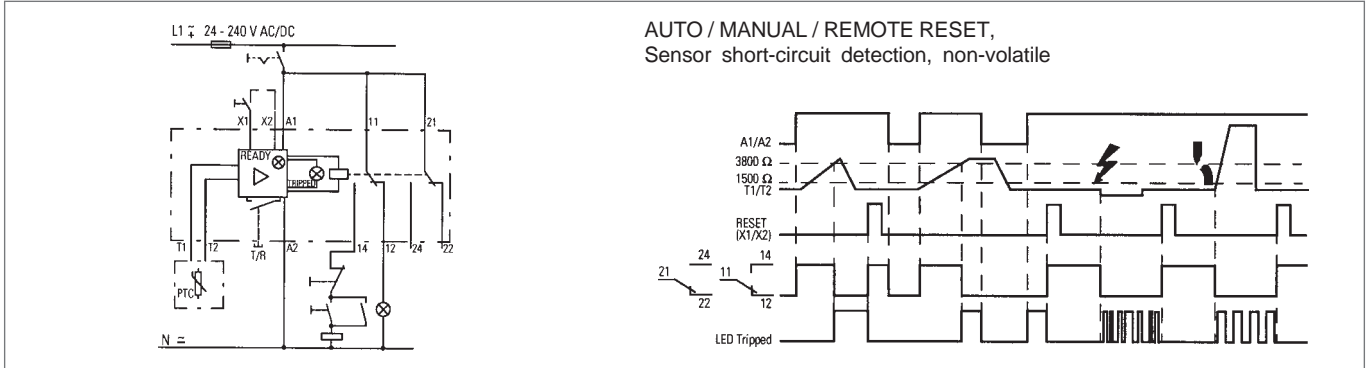 L1 ≂ 24 - 240 V AC/DC
X1 X2 A1 11 21
READY
TRIPPED
T1 T2 T/R A2 14 12 24 22
PTC
N ≂
AUTO / MANUAL / REMOTE RESET,
Sensor short-circuit detection, non-volatile
A1/A2
3800 Ω
1500 Ω
T1/T2
RESET
(X1/X2)
24 14
21 11
22 12
LED Tripped